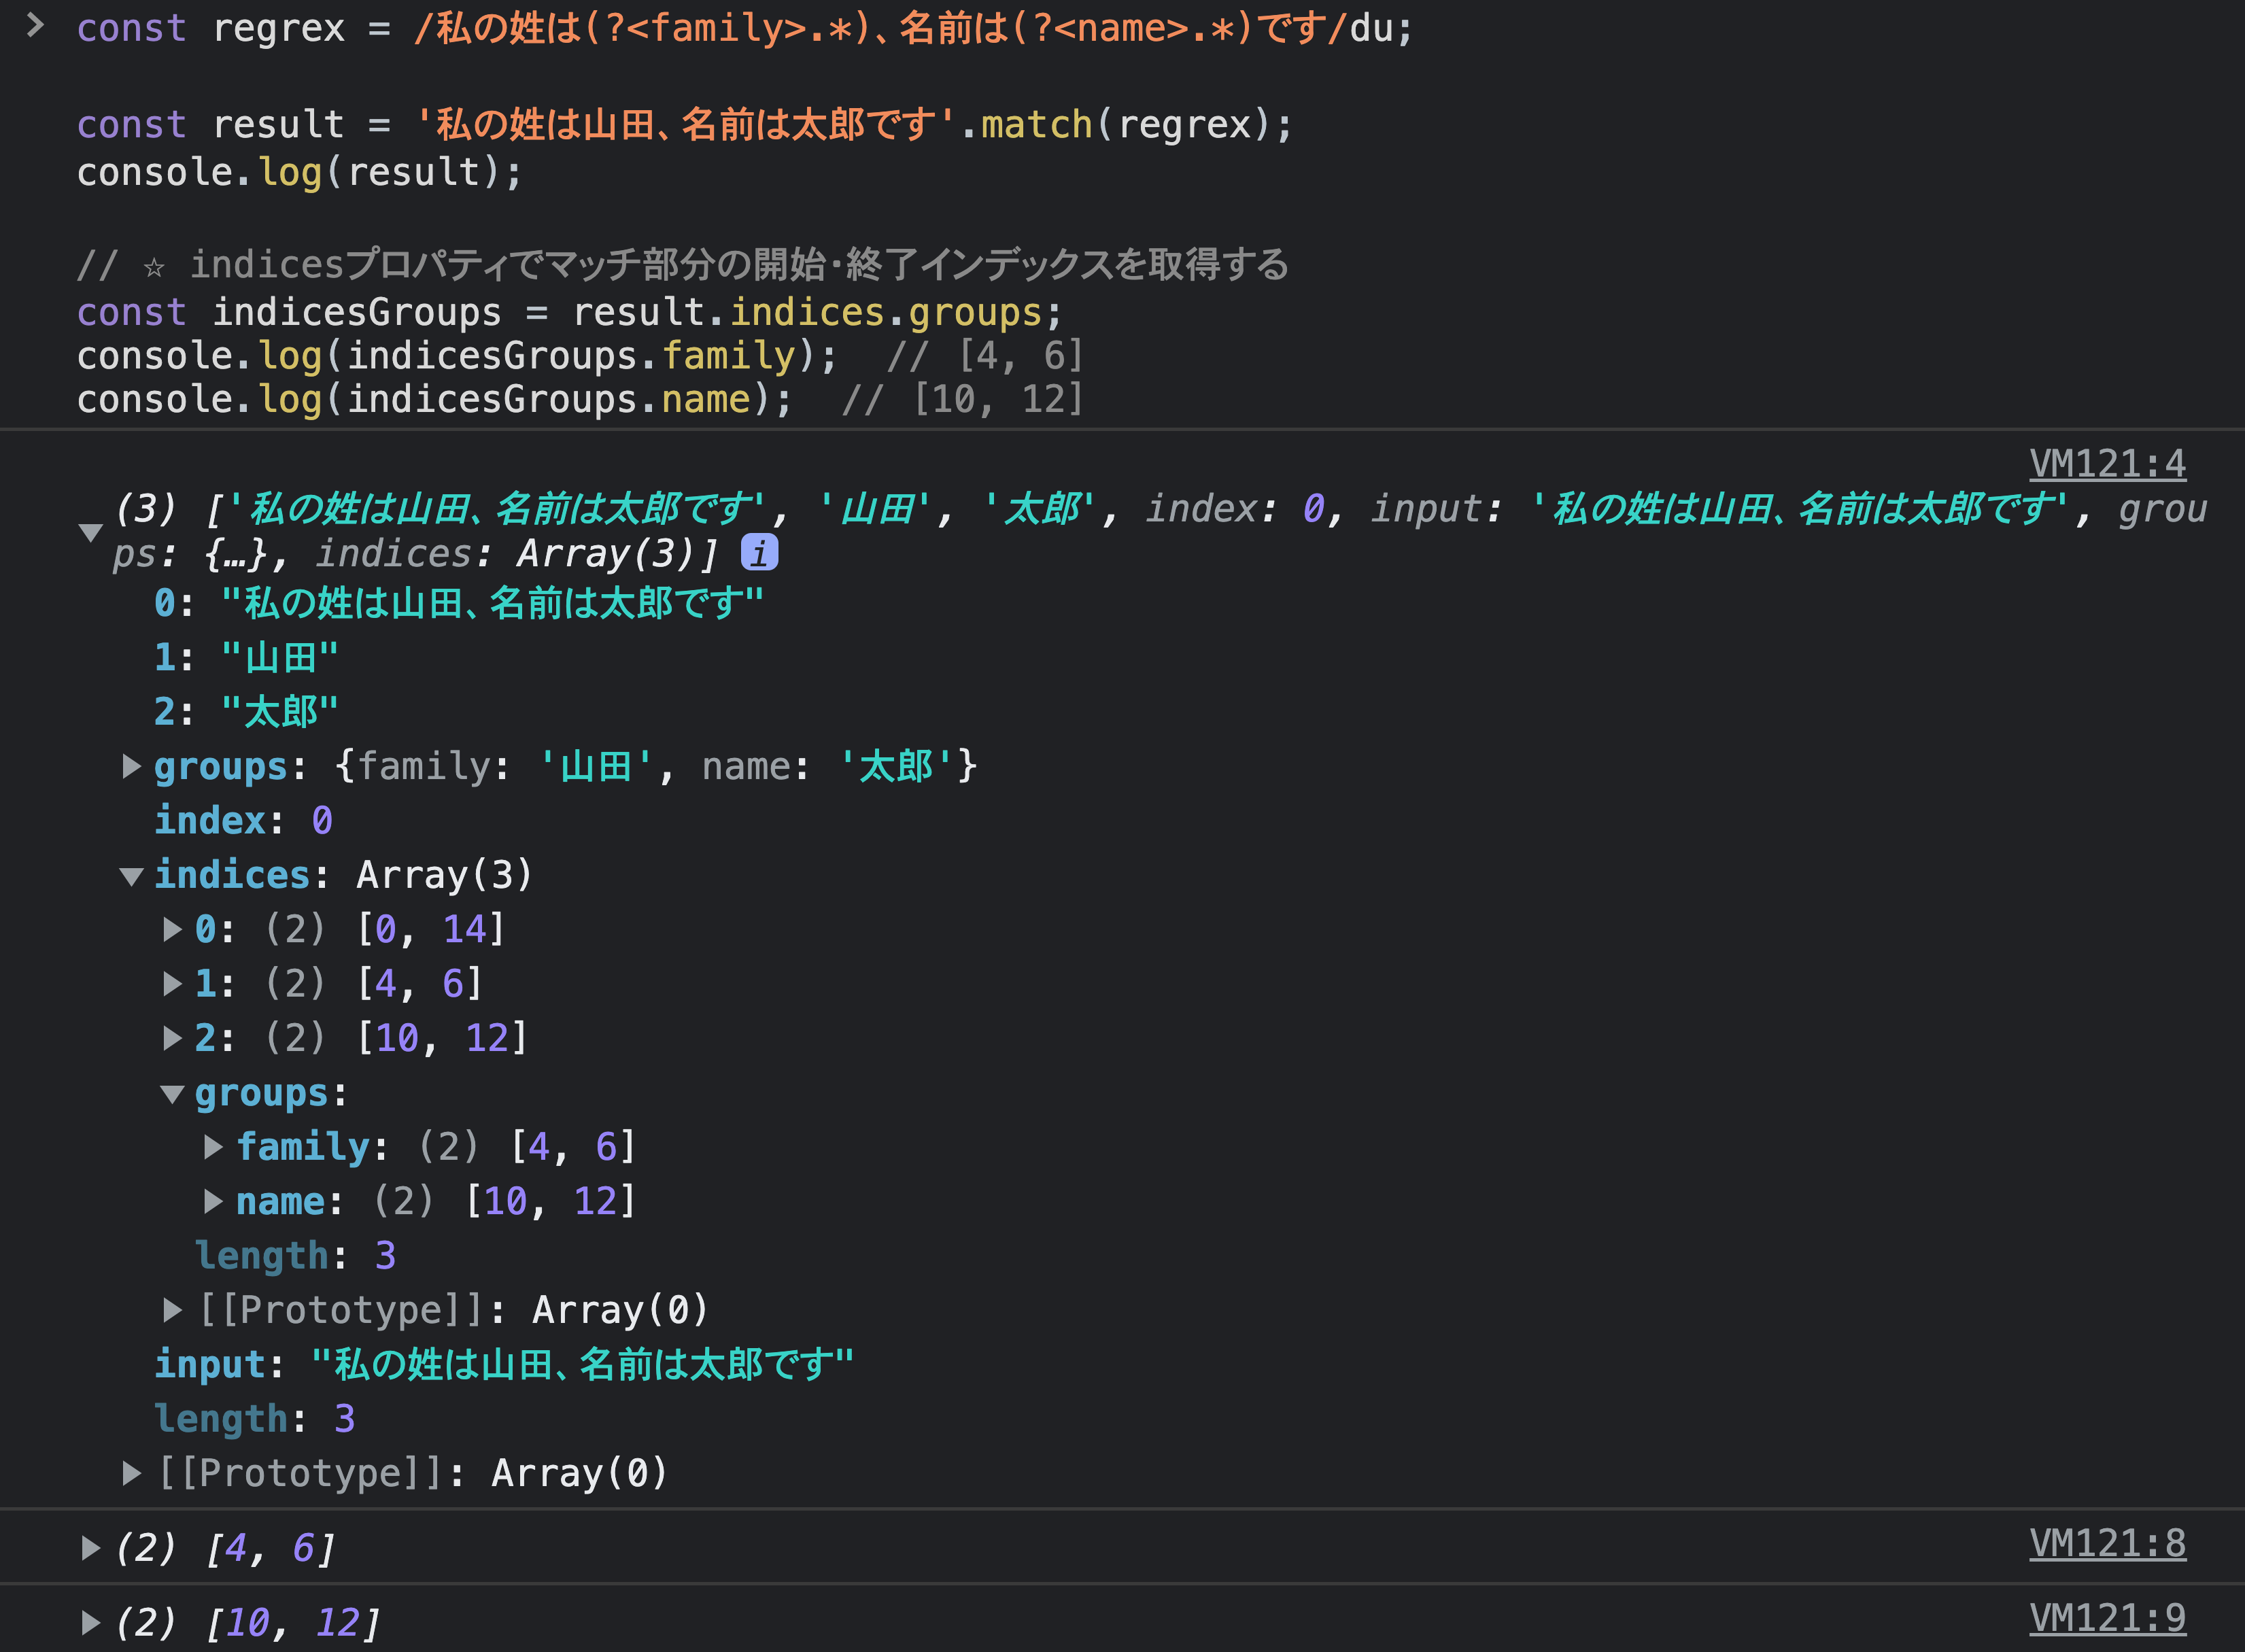 > const regrex = /私の姓は(?<family>.*)、名前は(?<name>.*)です/du;
const result = '私の姓は山田、名前は太郎です'.match(regrex);
console.log(result);
// ☆ indicesプロパティでマッチ部分の開始・終了インデックスを取得する
const indicesGroups = result.indices.groups;
console.log(indicesGroups.family);  // [4, 6]
console.log(indicesGroups.name);  // [10, 12]
VM121:4
(3) ['私の姓は山田、名前は太郎です', '山田', '太郎', index: 0, input: '私の姓は山田、名前は太郎です', grou
ps: {…}, indices: Array(3)] i
0: "私の姓は山田、名前は太郎です"
1: "山田"
2: "太郎"
groups: {family: '山田', name: '太郎'}
index: 0
indices: Array(3)
0: (2) [0, 14]
1: (2) [4, 6]
2: (2) [10, 12]
groups:
family: (2) [4, 6]
name: (2) [10, 12]
length: 3
[[Prototype]]: Array(0)
input: "私の姓は山田、名前は太郎です"
length: 3
[[Prototype]]: Array(0)
(2) [4, 6] VM121:8
(2) [10, 12] VM121:9